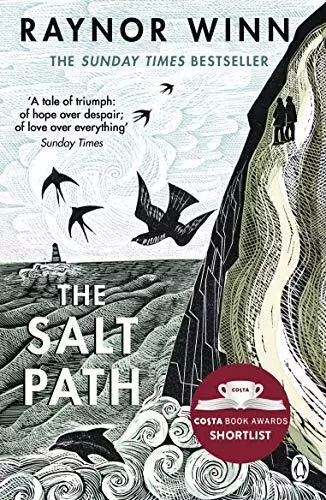 RAYNOR WINN
THE SUNDAY TIMES BESTSELLER
'A tale of triumph:
of hope over despair;
of love over everything'
Sunday Times
THE
SALT
PATH
COSTA
COSTA BOOK AWARDS
SHORTLIST